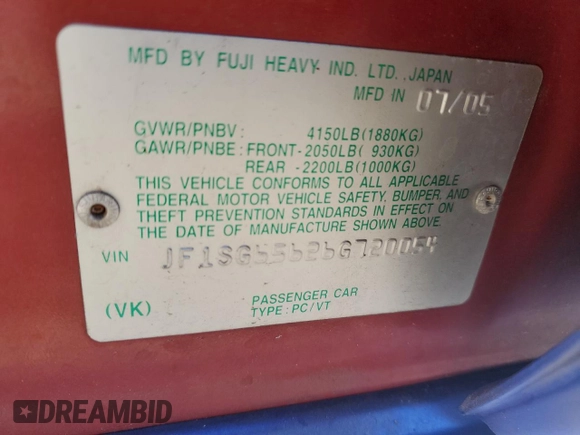 MFD BY FUJI HEAVY IND. LTD. JAPAN
MFD IN 07/05
GVWR/PNBV: 4150LB(1880KG)
GAWR/PNBE: FRONT-2050LB( 930KG)
REAR -2200LB(1000KG)
THIS VEHICLE CONFORMS TO ALL APPLICABLE
FEDERAL MOTOR VEHICLE SAFETY, BUMPER, AND
THEFT PREVENTION STANDARDS IN EFFECT ON
THE DATE OF MANUFACTURE SHOWN ABOVE
VIN JF1SG65626G720054
(VK) PASSENGER CAR
TYPE: PC/VT
DREAMBID